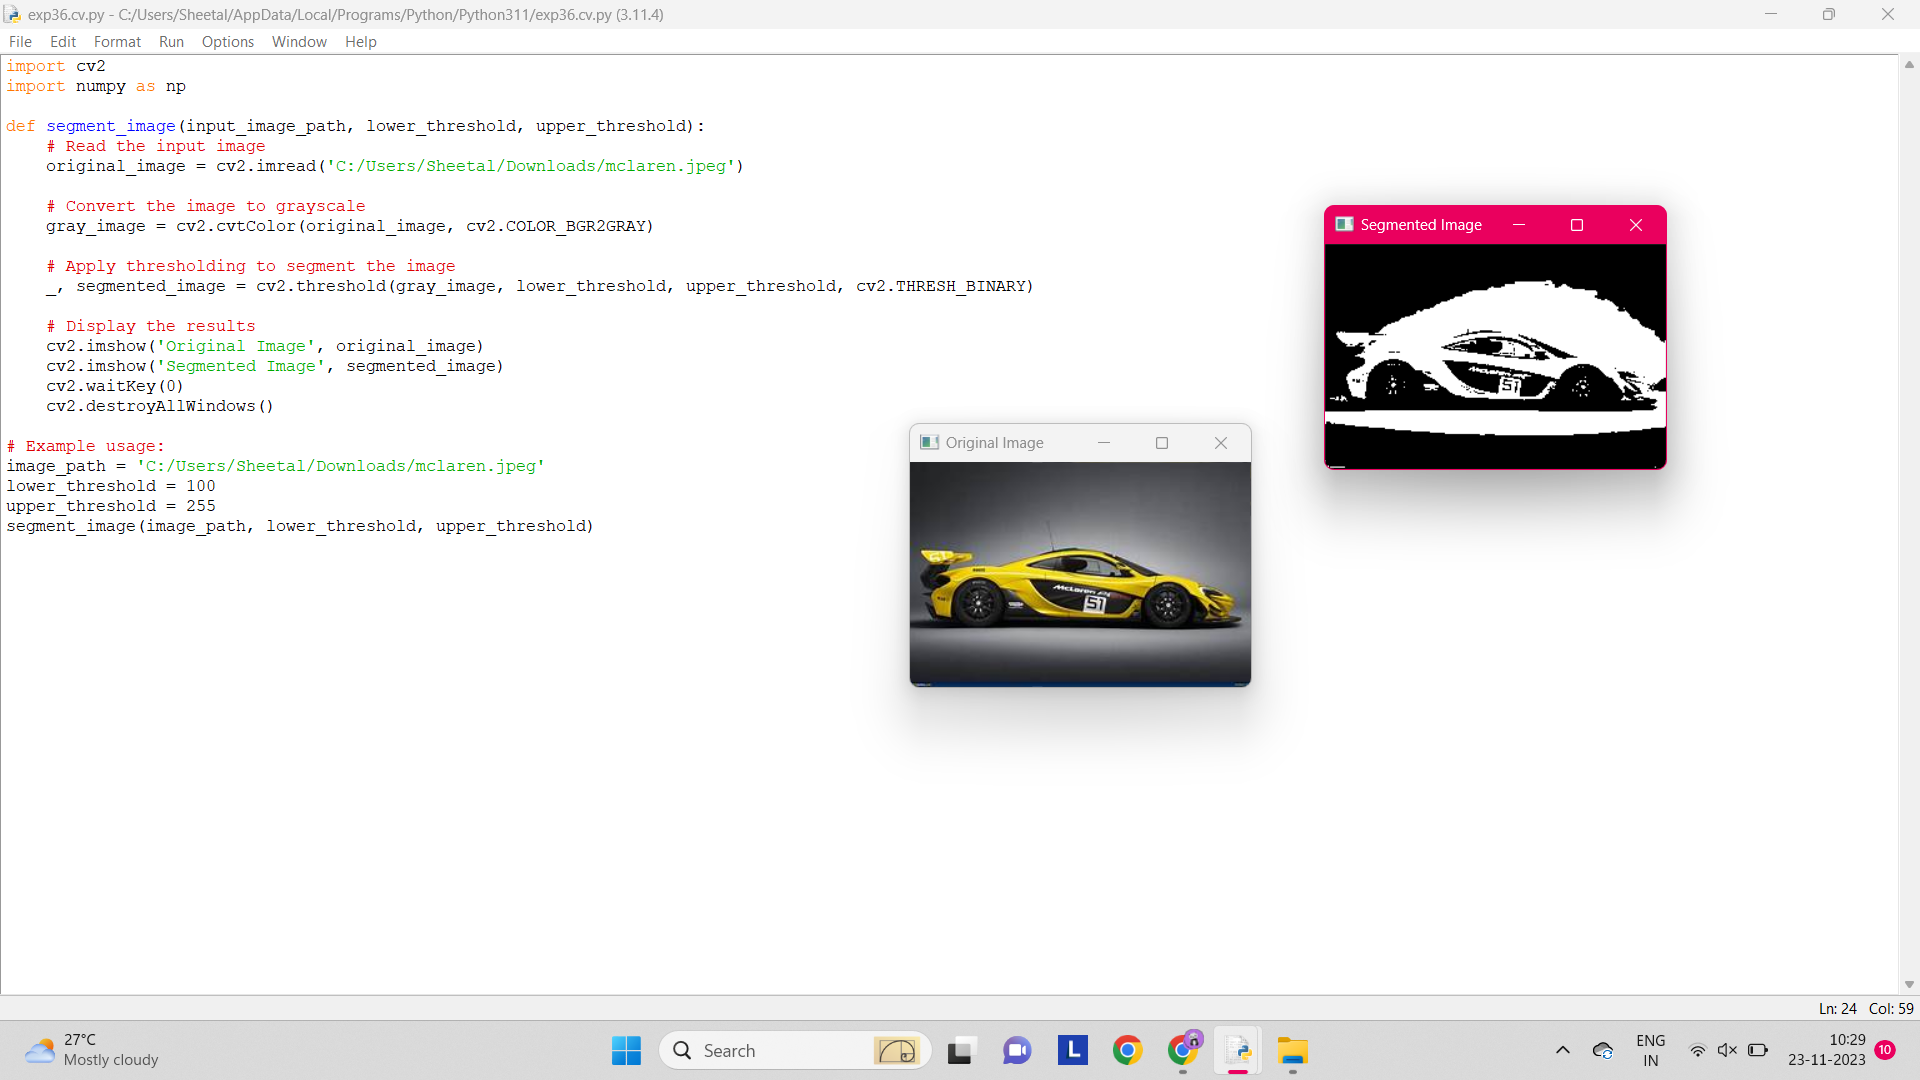 exp36.cv.py - C:/Users/Sheetal/AppData/Local/Programs/Python/Python311/exp36.cv.py (3.11.4)
File Edit Format Run Options Window Help
import cv2
import numpy as np
def segment_image(input_image_path, lower_threshold, upper_threshold):
# Read the input image
original_image = cv2.imread('C:/Users/Sheetal/Downloads/mclaren.jpeg')
# Convert the image to grayscale
gray_image = cv2.cvtColor(original_image, cv2.COLOR_BGR2GRAY)
# Apply thresholding to segment the image
_, segmented_image = cv2.threshold(gray_image, lower_threshold, upper_threshold, cv2.THRESH_BINARY)
# Display the results
cv2.imshow('Original Image', original_image)
cv2.imshow('Segmented Image', segmented_image)
cv2.waitKey(0)
cv2.destroyAllWindows()
# Example usage:
image_path = 'C:/Users/Sheetal/Downloads/mclaren.jpeg'
lower_threshold = 100
upper_threshold = 255
segment_image(image_path, lower_threshold, upper_threshold)
Original Image
51
McLaren
51
Segmented Image
51
Ln: 24 Col: 59
27°C
Mostly cloudy
Search
L
ENG
IN
10:29
23-11-2023
10